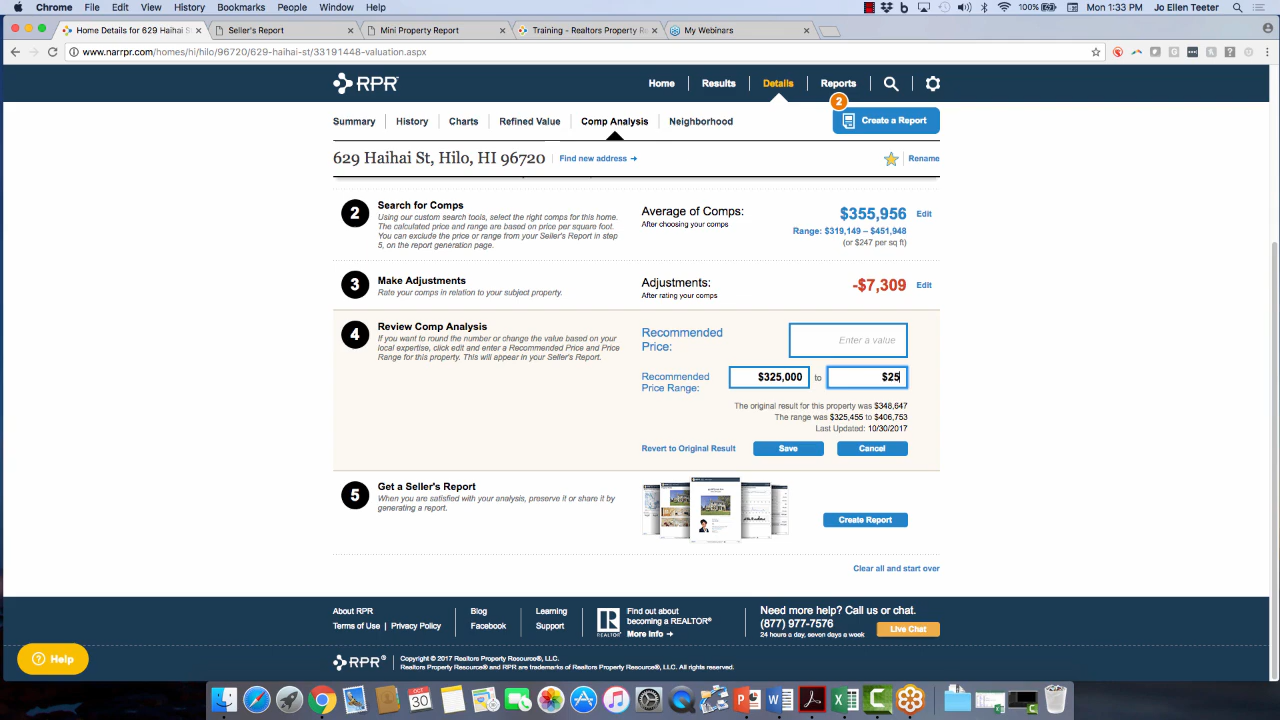 Chrome File Edit View History Bookmarks People Window Help 100% Mon 1:33 PM Jo Ellen Teeter
Home Details for 629 Haihai St Seller's Report Mini Property Report Training - Realtors Property Re My Webinars
www.narrpr.com/homes/hi/hilo/96720/629-haihai-st/33191448-valuation.aspx
RPR Home Results Details Reports
2
Summary History Charts Refined Value Comp Analysis Neighborhood Create a Report
629 Haihai St, Hilo, HI 96720 Find new address Rename
2 Search for Comps
Using our custom search tools, select the right comps for this home.
The calculated price and range are based on price per square foot.
You can exclude the price or range from your Seller's Report in step
5, on the report generation page.
Average of Comps: $355,956 Edit
After choosing your comps Range: $319,149 – $451,948
(or $247 per sq ft)
3 Make Adjustments
Rate your comps in relation to your subject property.
Adjustments: -$7,309 Edit
After rating your comps
4 Review Comp Analysis
If you want to round the number or change the value based on your
local expertise, click edit and enter a Recommended Price and Price
Range for this property. This will appear in your Seller's Report.
Recommended
Price: Enter a value
Recommended
Price Range: $325,000 to $25
The original result for this property was $348,647
The range was $325,455 to $406,753
Last Updated: 10/30/2017
Revert to Original Result Save Cancel
5 Get a Seller's Report
When you are satisfied with your analysis, preserve it or share it by
generating a report.
Create Report
Clear all and start over
About RPR Blog Learning
Terms of Use Privacy Policy Facebook Support
REALTOR
Find out about
becoming a REALTOR®
More Info
Need more help? Call us or chat.
(877) 977-7576
24 hours a day, seven days a week Live Chat
Help
RPR® Copyright © 2017 Realtors Property Resource®, LLC.
Realtors Property Resource® and RPR are trademarks of Realtors Property Resource®, LLC. All rights reserved.
OCT
30